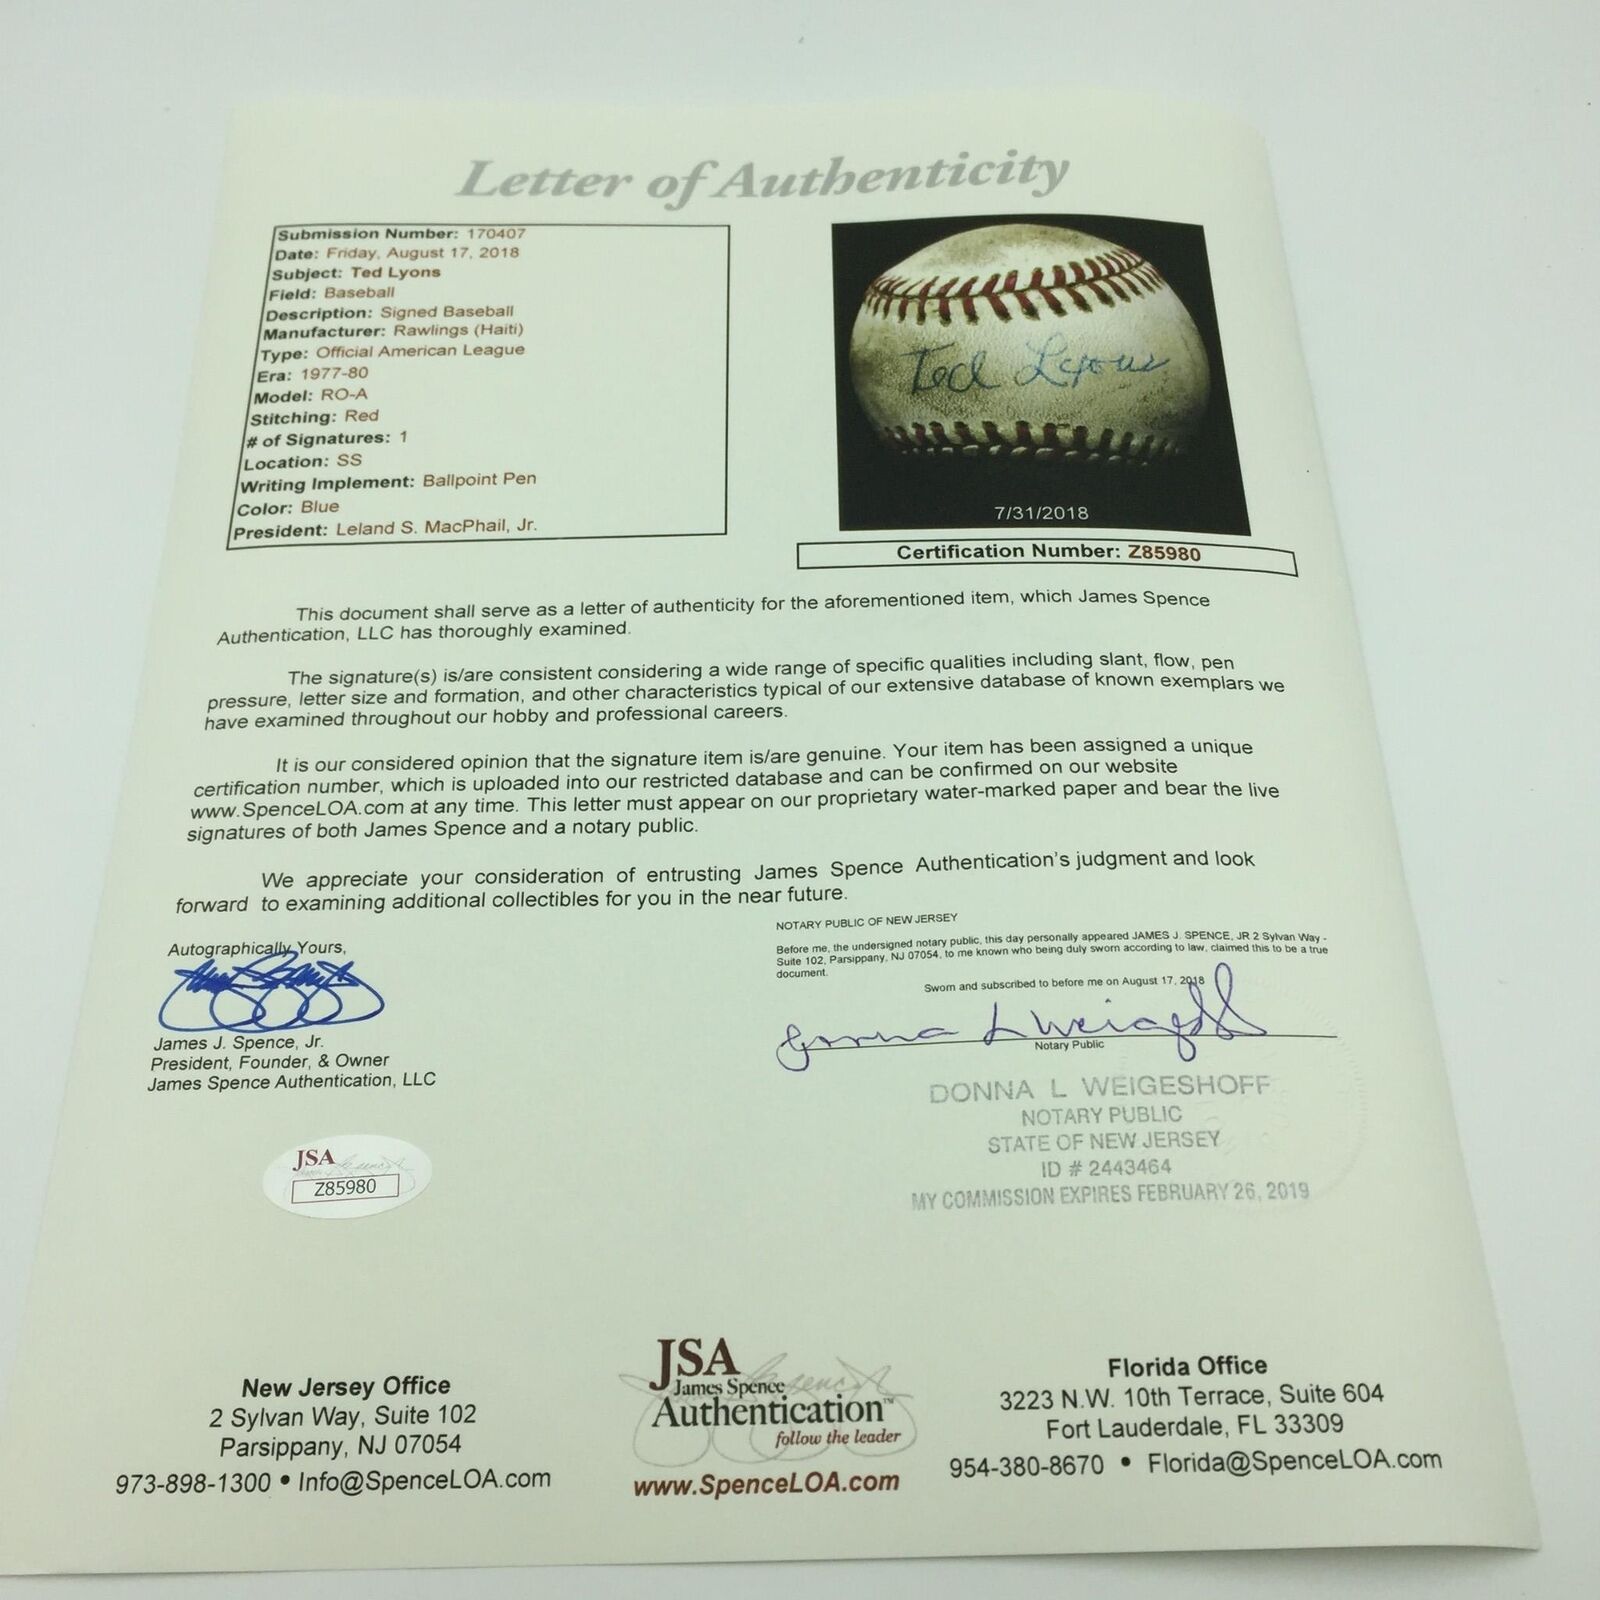 Letter of Authenticity
Submission Number: 170407
Date: Friday, August 17, 2018
Subject: Ted Lyons
Field: Baseball
Description: Signed Baseball
Manufacturer: Rawlings (Haiti)
Type: Official American League
Era: 1977-80
Model: RO-A
Stitching: Red
# of Signatures: 1
Location: SS
Writing Implement: Ballpoint Pen
Color: Blue
President: Leland S. MacPhail, Jr.
Ted Lyons
7/31/2018
Certification Number: Z85980
This document shall serve as a letter of authenticity for the aforementioned item, which James Spence
Authentication, LLC has thoroughly examined.
The signature(s) is/are consistent considering a wide range of specific qualities including slant, flow, pen
pressure, letter size and formation, and other characteristics typical of our extensive database of known exemplars we
have examined throughout our hobby and professional careers.
It is our considered opinion that the signature item is/are genuine. Your item has been assigned a unique
certification number, which is uploaded into our restricted database and can be confirmed on our website
www.SpenceLOA.com at any time. This letter must appear on our proprietary water-marked paper and bear the live
signatures of both James Spence and a notary public.
We appreciate your consideration of entrusting James Spence Authentication's judgment and look
forward to examining additional collectibles for you in the near future.
Autographically Yours,
James J. Spence, Jr.
President, Founder, & Owner
James Spence Authentication, LLC
NOTARY PUBLIC OF NEW JERSEY
Before me, the undersigned notary public, this day personally appeared JAMES J. SPENCE, JR 2 Sylvan Way -
Suite 102, Parsippany, NJ 07054, to me known who being duly sworn according to law, claimed this to be a true
document.
Sworn and subscribed to before me on August 17, 2018
Donna L Weigeshoff
Notary Public
DONNA L WEIGESHOFF
NOTARY PUBLIC
STATE OF NEW JERSEY
ID # 2443464
MY COMMISSION EXPIRES FEBRUARY 26, 2019
JSA
Z85980
New Jersey Office
2 Sylvan Way, Suite 102
Parsippany, NJ 07054
973-898-1300 • Info@SpenceLOA.com
JSA
James Spence
Authentication™
follow the leader
www.SpenceLOA.com
Florida Office
3223 N.W. 10th Terrace, Suite 604
Fort Lauderdale, FL 33309
954-380-8670 • Florida@SpenceLOA.com